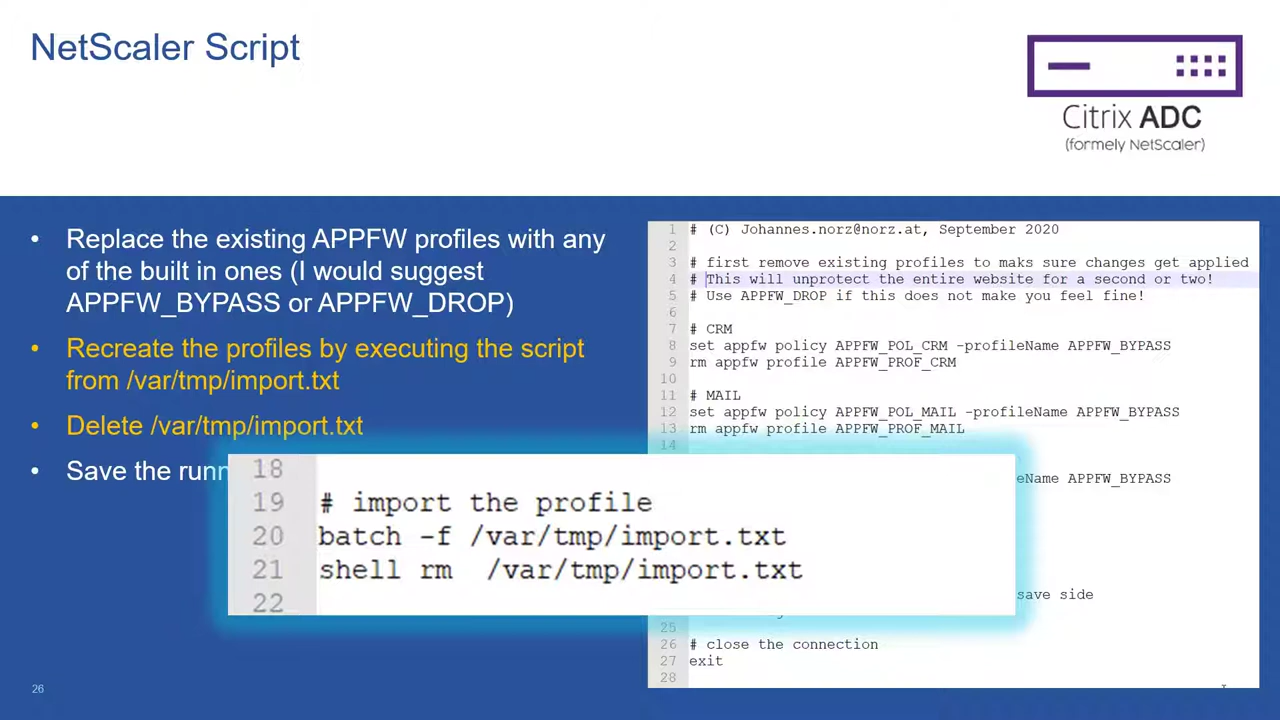 NetScaler Script
Citrix ADC
(formely NetScaler)
• Replace the existing APPFW profiles with any
of the built in ones (I would suggest
APPFW_BYPASS or APPFW_DROP)
• Recreate the profiles by executing the script
from /var/tmp/import.txt
• Delete /var/tmp/import.txt
• Save the runn
1 # (C) Johannes.norz@norz.at, September 2020
2
3 # first remove existing profiles to maks sure changes get applied
4 # This will unprotect the entire website for a second or two!
5 # Use APPFW_DROP if this does not make you feel fine!
6
7 # CRM
8 set appfw policy APPFW_POL_CRM -profileName APPFW_BYPASS
9 rm appfw profile APPFW_PROF_CRM
10
11 # MAIL
12 set appfw policy APPFW_POL_MAIL -profileName APPFW_BYPASS
13 rm appfw profile APPFW_PROF_MAIL
14
eName APPFW_BYPASS
18
19 # import the profile
20 batch -f /var/tmp/import.txt
21 shell rm  /var/tmp/import.txt
22
save side
25
26 # close the connection
27 exit
28
26